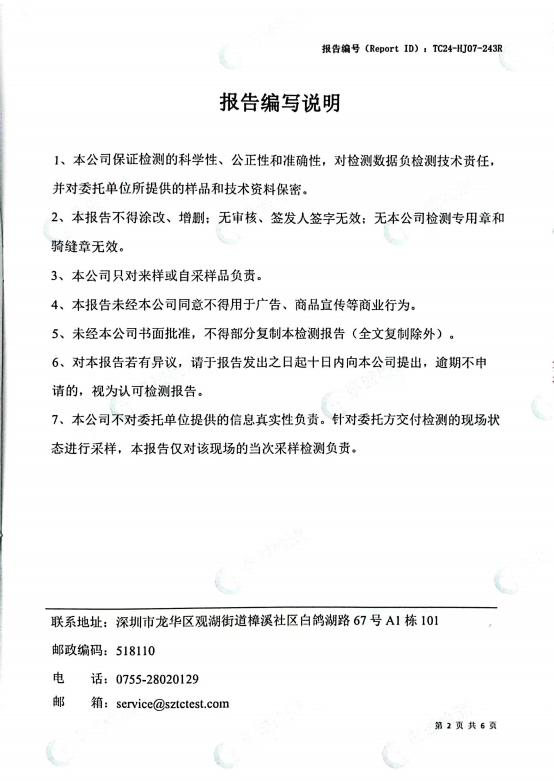 报告编号（Report ID）：TC24-HJ07-243R
报告编写说明
1、本公司保证检测的科学性、公正性和准确性，对检测数据负检测技术责任，
并对委托单位所提供的样品和技术资料保密。
2、本报告不得涂改、增删；无审核、签发人签字无效；无本公司检测专用章和
骑缝章无效。
3、本公司只对来样或自采样品负责。
4、本报告未经本公司同意不得用于广告、商品宣传等商业行为。
5、未经本公司书面批准，不得部分复制本检测报告（全文复制除外）。
6、对本报告若有异议，请于报告发出之日起十日内向本公司提出，逾期不申
请的，视为认可检测报告。
7、本公司不对委托单位提供的信息真实性负责。针对委托方交付检测的现场状
态进行采样，本报告仅对该现场的当次采样检测负责。
联系地址：深圳市龙华区观湖街道樟溪社区白鸽湖路 67 号 A1 栋 101
邮政编码：518110
电　　话：0755-28020129
邮　　箱：service@sztctest.com
第 2 页 共 6 页